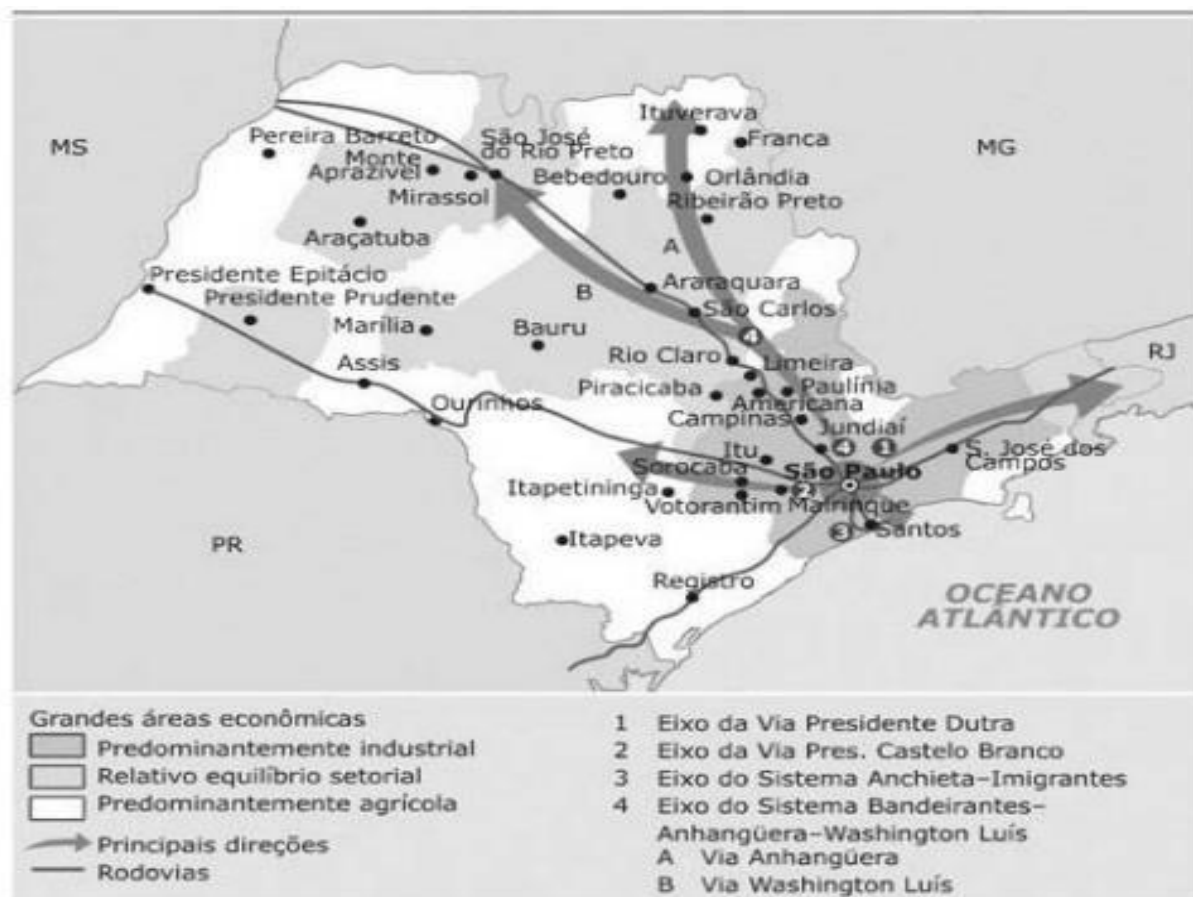 Ituverava
Franca
MS
Pereira Barreto
São José
do Rio Preto
MG
Monte
Aprazível
Bebedouro
Orlândia
Mirassol
Ribeirão Preto
Araçatuba
A
Presidente Epitácio
Araraquara
Presidente Prudente
B
São Carlos
Marília
Bauru
4
RJ
Assis
Rio Claro
Limeira
Piracicaba
Paulínia
Americana
Ourinhos
Campinas
Jundiaí
Itu
4
1
S. José dos
Campos
Sorocaba
São Paulo
Itapetininga
2
Votorantim
Mairinque
3
Santos
PR
Itapeva
Registro
OCEANO
ATLÂNTICO
Grandes áreas econômicas
Predominantemente industrial
Relativo equilíbrio setorial
Predominantemente agrícola
Principais direções
Rodovias
1 Eixo da Via Presidente Dutra
2 Eixo da Via Pres. Castelo Branco
3 Eixo do Sistema Anchieta–Imigrantes
4 Eixo do Sistema Bandeirantes–
Anhangüera–Washington Luís
A Via Anhangüera
B Via Washington Luís